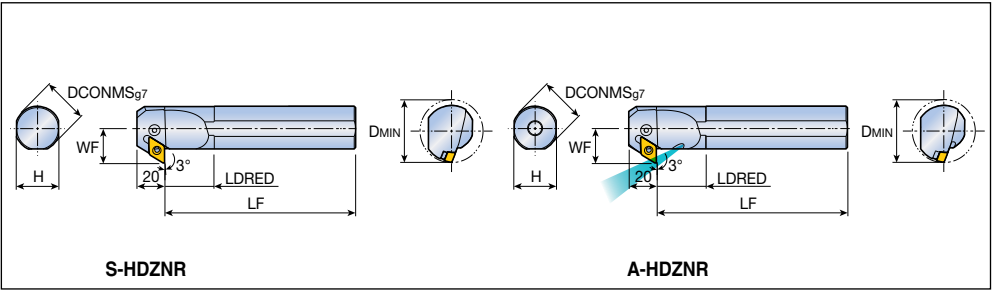 DCONMSg7
WF
H
20
3°
LDRED
LF
DMIN
S-HDZNR
DCONMSg7
WF
H
20
3°
LDRED
LF
DMIN
A-HDZNR